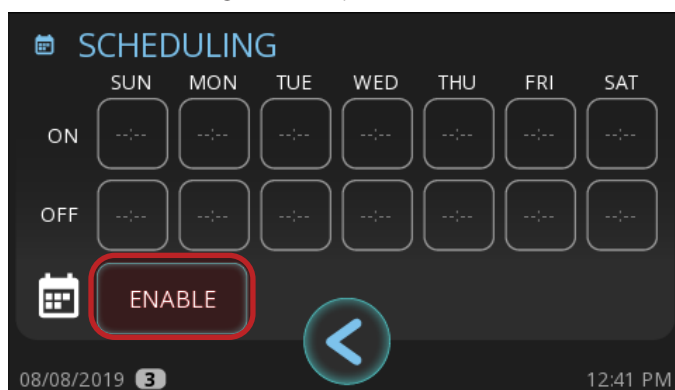 SCHEDULING
SUN MON TUE WED THU FRI SAT
ON --:-- --:-- --:-- --:-- --:-- --:-- --:--
OFF --:-- --:-- --:-- --:-- --:-- --:-- --:--
ENABLE
08/08/2019 3 12:41 PM